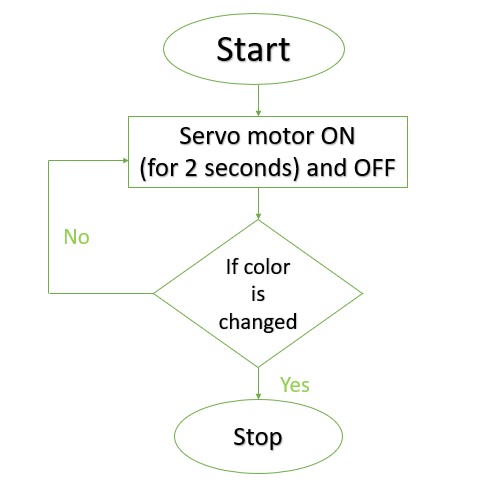 Start
Servo motor ON
(for 2 seconds) and OFF
No
If color
is
changed
Yes
Stop